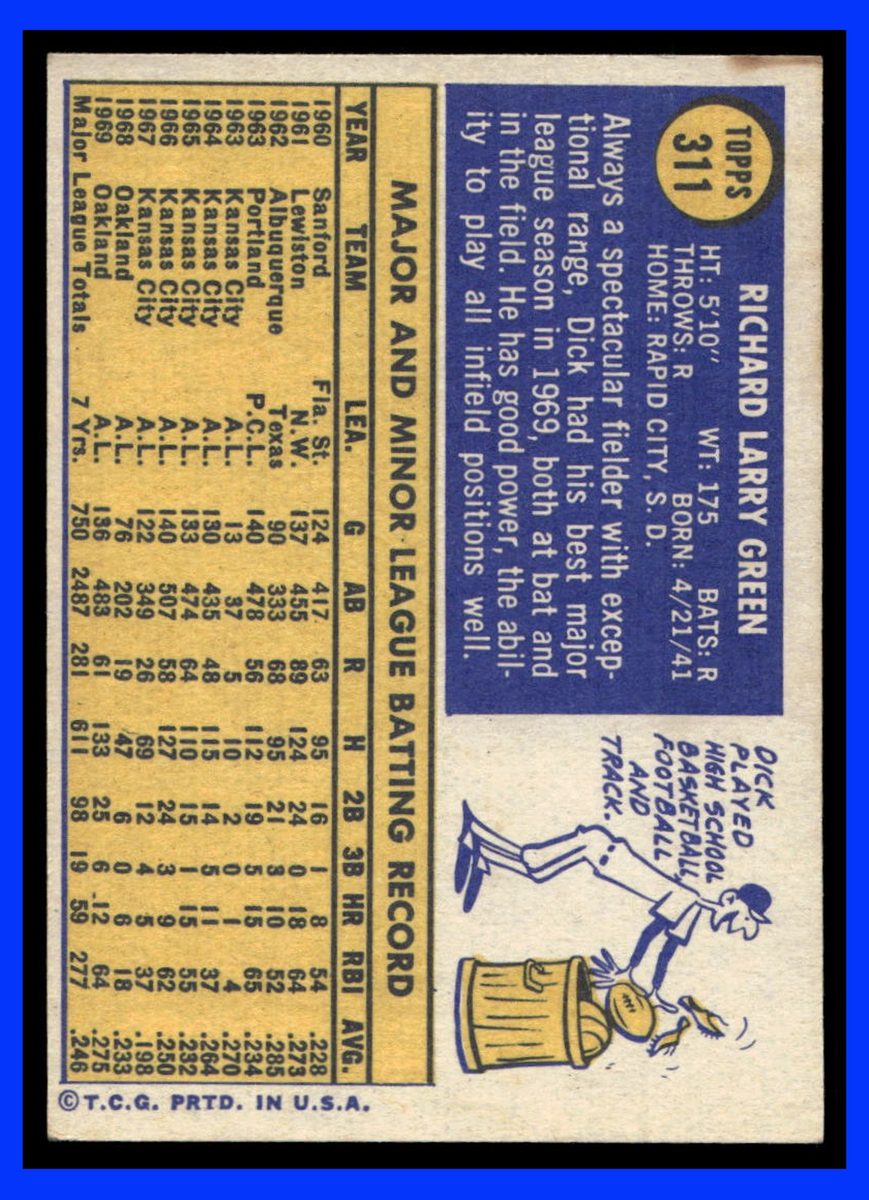 TOPPS
311
RICHARD LARRY GREEN
HT: 5'10" WT: 175 BATS: R
THROWS: R BORN: 4/21/41
HOME: RAPID CITY, S. D.
Always a spectacular fielder with excep-
tional range, Dick had his best major
league season in 1969, both at bat and
in the field. He has good power, the abil-
ity to play all infield positions well.
DICK
PLAYED
HIGH SCHOOL
BASKETBALL,
FOOTBALL
AND
TRACK.
MAJOR AND MINOR LEAGUE BATTING RECORD
YEAR TEAM LEA. G AB R H 2B 3B HR RBI AVG.
1960 Sanford Fla. St. 124 417 63 95 16 1 8 54 .228
1961 Lewiston N.W. 137 455 89 124 24 0 18 64 .273
1962 Albuquerque Texas 90 333 68 95 21 3 10 52 .285
1963 Portland P.C.L. 140 478 56 112 19 5 15 65 .234
1963 Kansas City A.L. 13 37 5 10 2 0 1 4 .270
1964 Kansas City A.L. 130 435 48 115 14 5 11 37 .264
1965 Kansas City A.L. 133 474 64 110 15 1 15 55 .232
1966 Kansas City A.L. 140 507 58 127 24 3 9 62 .250
1967 Kansas City A.L. 122 349 26 69 12 4 5 37 .198
1968 Oakland A.L. 76 202 19 47 6 0 6 18 .233
1969 Oakland A.L. 136 483 61 133 25 6 12 64 .275
Major League Totals 7 Yrs. 750 2487 281 611 98 19 59 277 .246
© T.C.G. PRTD. IN U.S.A.